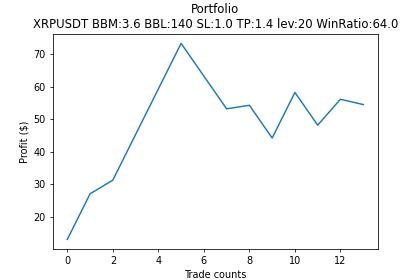 Portfolio
XRPUSDT BBM:3.6 BBL:140 SL:1.0 TP:1.4 lev:20 WinRatio:64.0
70
60
50
40
30
20
Profit ($)
0 2 4 6 8 10 12
Trade counts